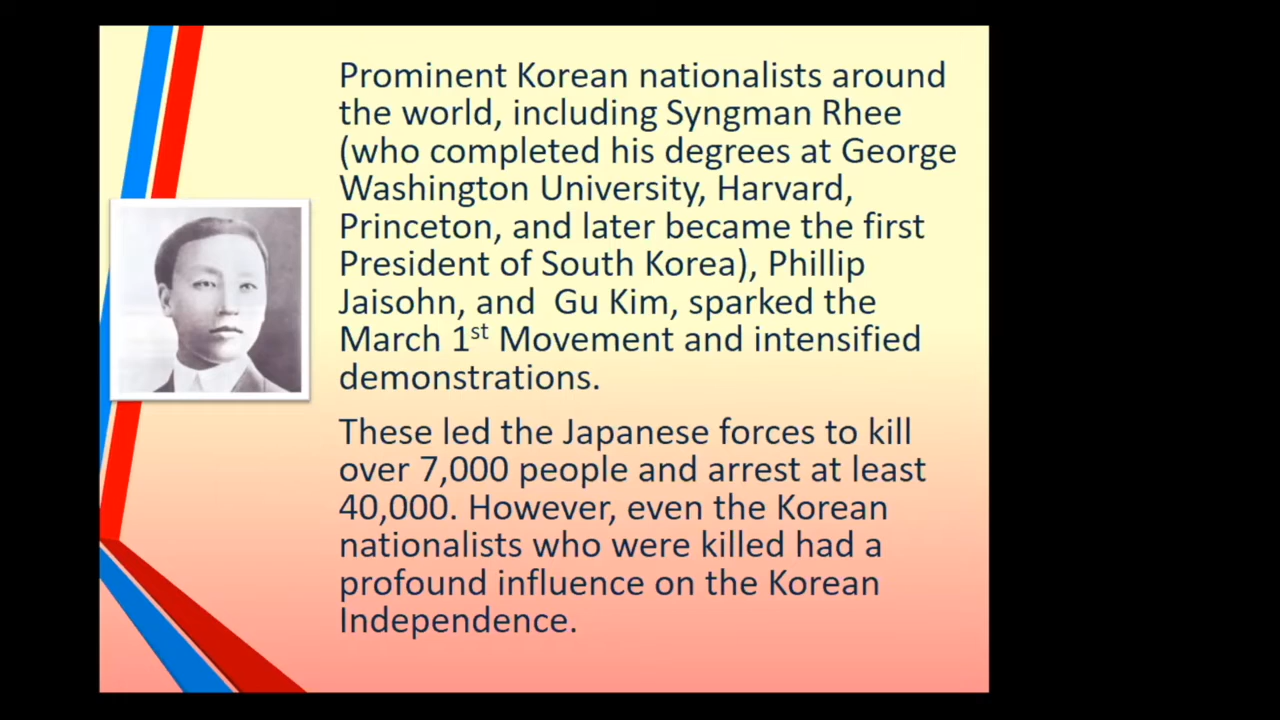 Prominent Korean nationalists around
the world, including Syngman Rhee
(who completed his degrees at George
Washington University, Harvard,
Princeton, and later became the first
President of South Korea), Phillip
Jaisohn, and  Gu Kim, sparked the
March 1st Movement and intensified
demonstrations.
These led the Japanese forces to kill
over 7,000 people and arrest at least
40,000. However, even the Korean
nationalists who were killed had a
profound influence on the Korean
Independence.